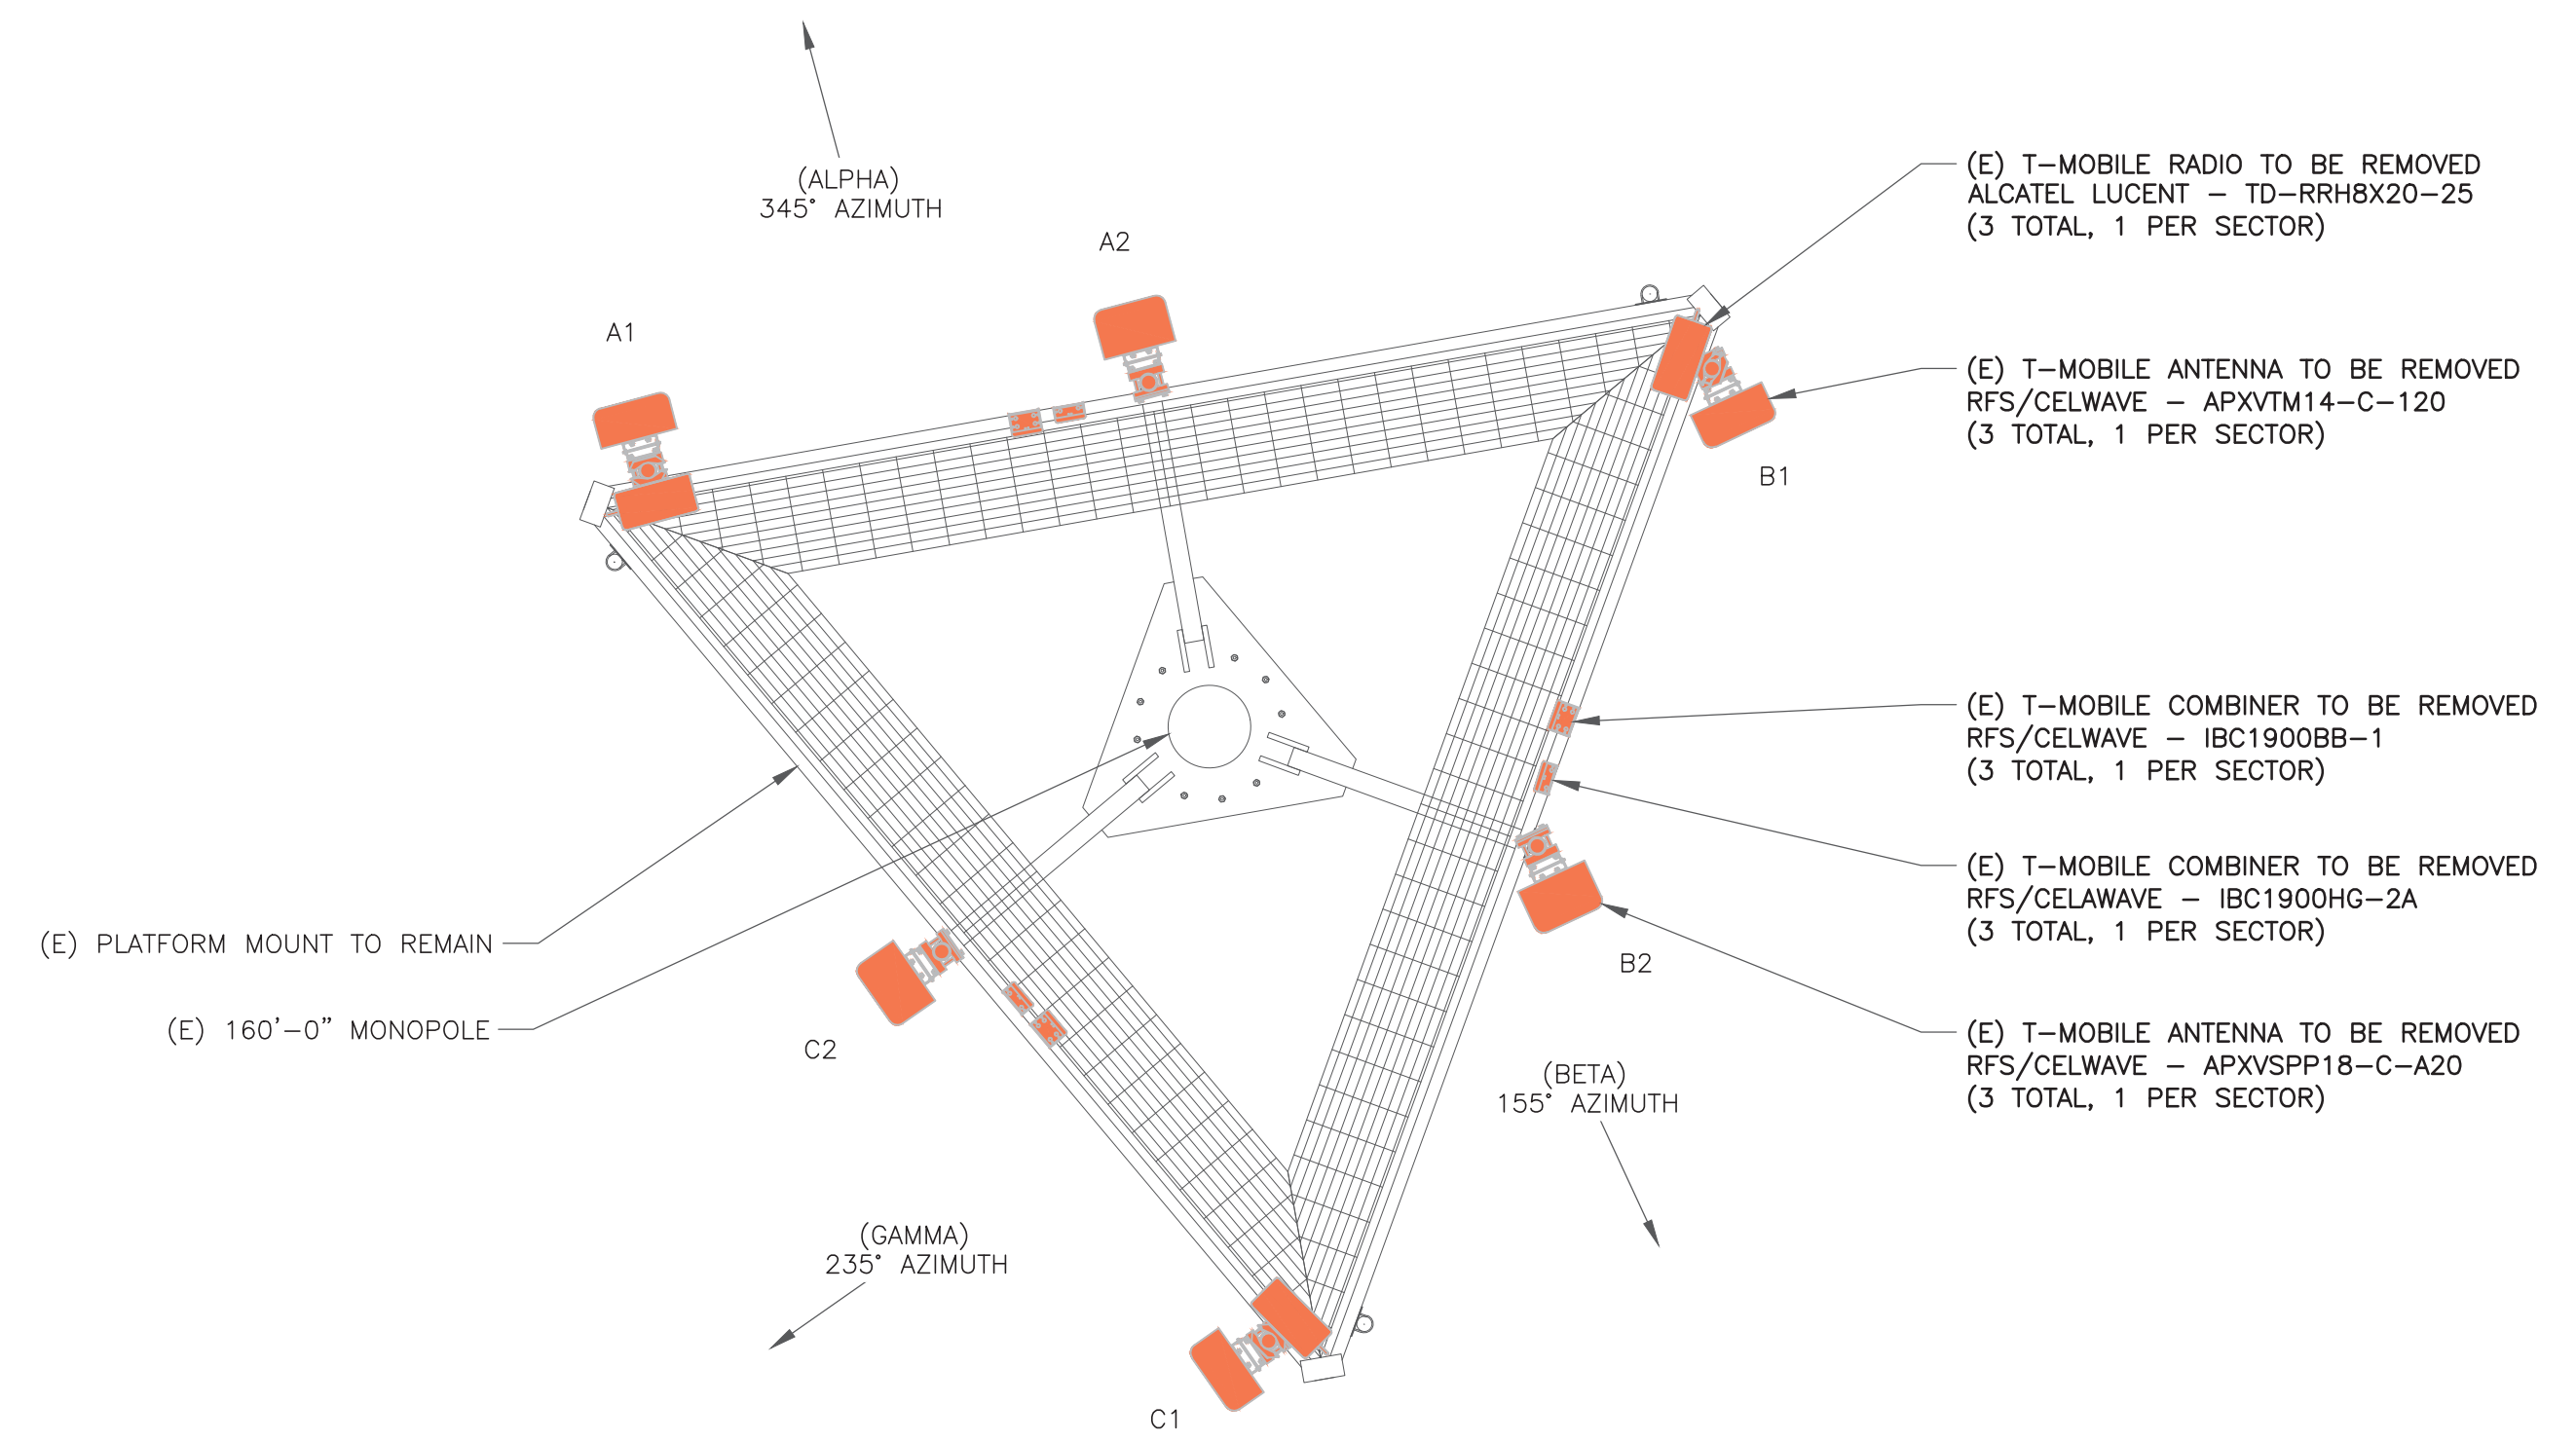 (ALPHA)
345° AZIMUTH
A2
A1
(E) T-MOBILE RADIO TO BE REMOVED
ALCATEL LUCENT - TD-RRH8X20-25
(3 TOTAL, 1 PER SECTOR)
(E) T-MOBILE ANTENNA TO BE REMOVED
RFS/CELWAVE - APXVTM14-C-120
(3 TOTAL, 1 PER SECTOR)
B1
(E) T-MOBILE COMBINER TO BE REMOVED
RFS/CELWAVE - IBC1900BB-1
(3 TOTAL, 1 PER SECTOR)
(E) T-MOBILE COMBINER TO BE REMOVED
RFS/CELAWAVE - IBC1900HG-2A
(3 TOTAL, 1 PER SECTOR)
B2
(E) T-MOBILE ANTENNA TO BE REMOVED
RFS/CELWAVE - APXVSPP18-C-A20
(3 TOTAL, 1 PER SECTOR)
(E) PLATFORM MOUNT TO REMAIN
(E) 160'-0" MONOPOLE
C2
(BETA)
155° AZIMUTH
(GAMMA)
235° AZIMUTH
C1